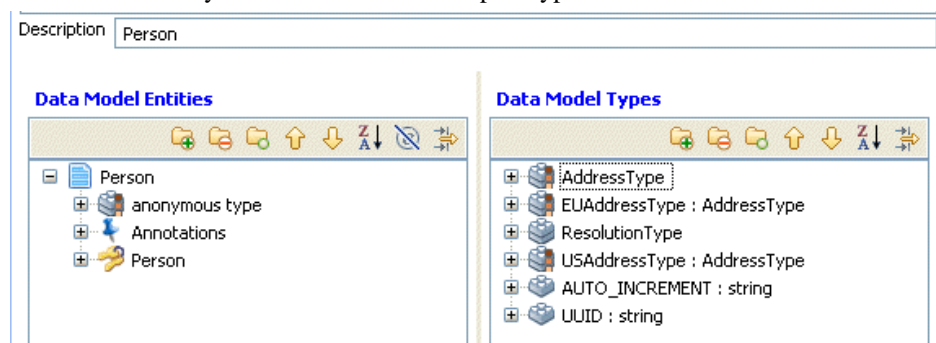 Description Person
Data Model Entities
Person
anonymous type
Annotations
Person
Data Model Types
AddressType
EUAddressType : AddressType
ResolutionType
USAddressType : AddressType
AUTO_INCREMENT : string
UUID : string